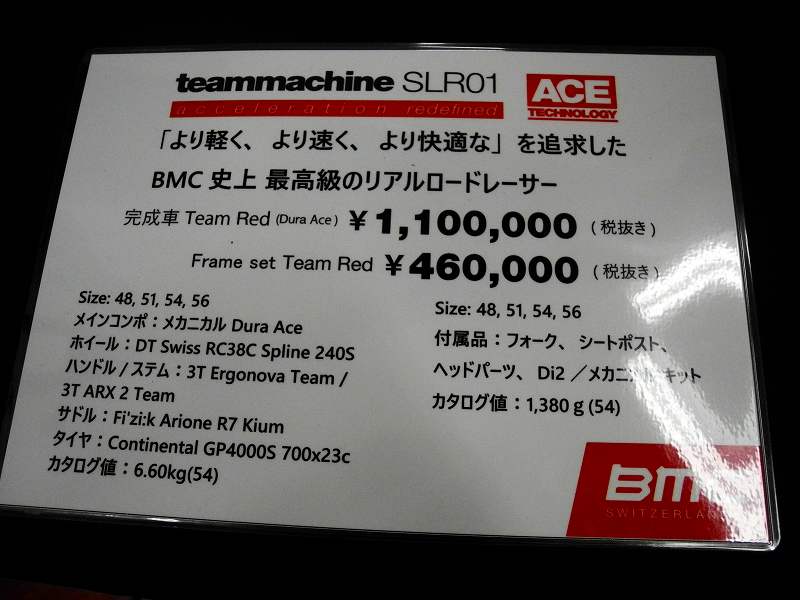 teammachine SLR01
acceleration redefined
ACE
TECHNOLOGY
「より軽く、より速く、より快適な」を追求した
BMC 史上 最高級のリアルロードレーサー
完成車 Team Red (Dura Ace) ¥1,100,000 (税抜き)
Frame set Team Red ¥460,000 (税抜き)
Size: 48, 51, 54, 56
メインコンポ：メカニカル Dura Ace
ホイール：DT Swiss RC38C Spline 240S
ハンドル / ステム：3T Ergonova Team /
3T ARX 2 Team
サドル：Fi'zi:k Arione R7 Kium
タイヤ：Continental GP4000S 700x23c
カタログ値：6.60kg(54)
Size: 48, 51, 54, 56
付属品：フォーク、シートポスト、
ヘッドパーツ、Di2／メカニカルキット
カタログ値：1,380ｇ(54)
BMC
SWITZERLAND